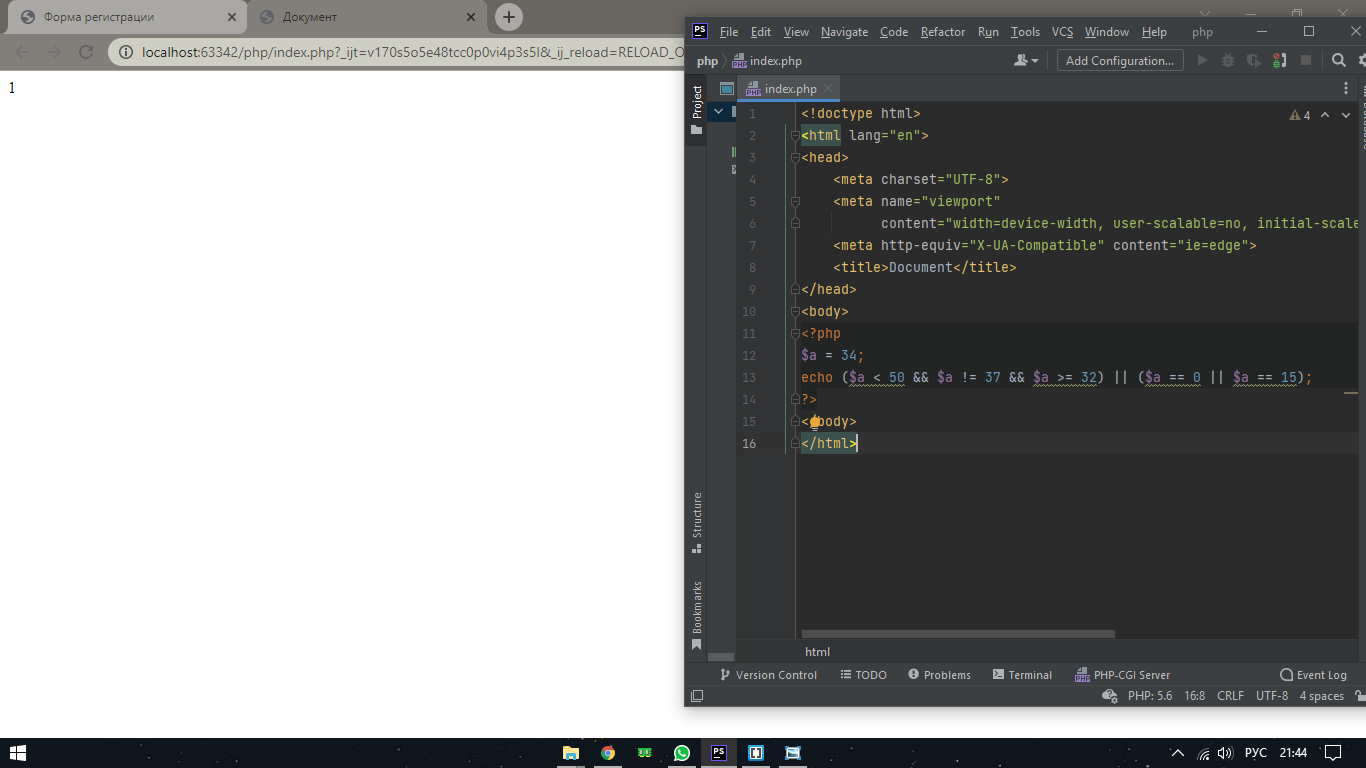 Форма регистрации
Документ
localhost:63342/php/index.php?_ijt=v170s5o5e48tcc0p0vi4p3s5l&_ij_reload=RELOAD_O
1
PS File Edit View Navigate Code Refactor Run Tools VCS Window Help php
php index.php Add Configuration...
Project
index.php
4
1 <!doctype html>
2 <html lang="en">
3 <head>
4 <meta charset="UTF-8">
5 <meta name="viewport"
6 content="width=device-width, user-scalable=no, initial-scale
7 <meta http-equiv="X-UA-Compatible" content="ie=edge">
8 <title>Document</title>
9 </head>
10 <body>
11 <?php
12 $a = 34;
13 echo ($a < 50 && $a != 37 && $a >= 32) || ($a == 0 || $a == 15);
14 ?>
15 </body>
16 </html>
Structure
Bookmarks
html
Version Control TODO Problems Terminal PHP-CGI Server Event Log
PHP: 5.6 16:8 CRLF UTF-8 4 spaces
PS РУС 21:44